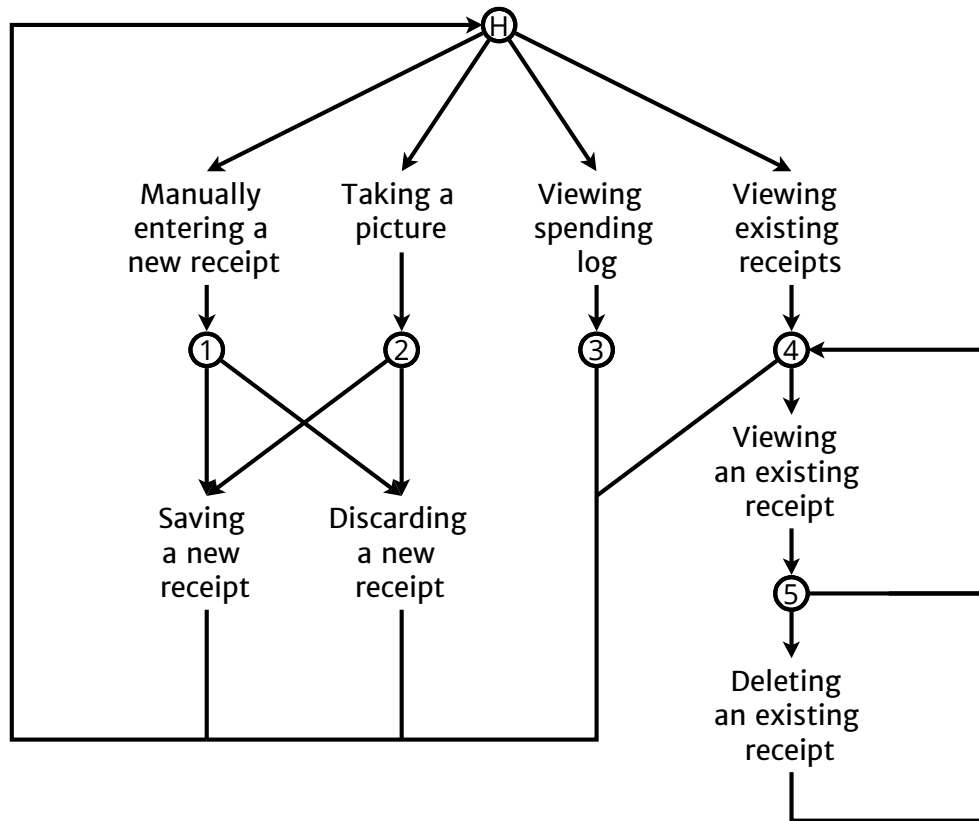 H
Manually
entering a
new receipt
Taking a
picture
Viewing
spending
log
Viewing
existing
receipts
1
2
3
4
Viewing
an existing
receipt
Saving
a new
receipt
Discarding
a new
receipt
5
Deleting
an existing
receipt